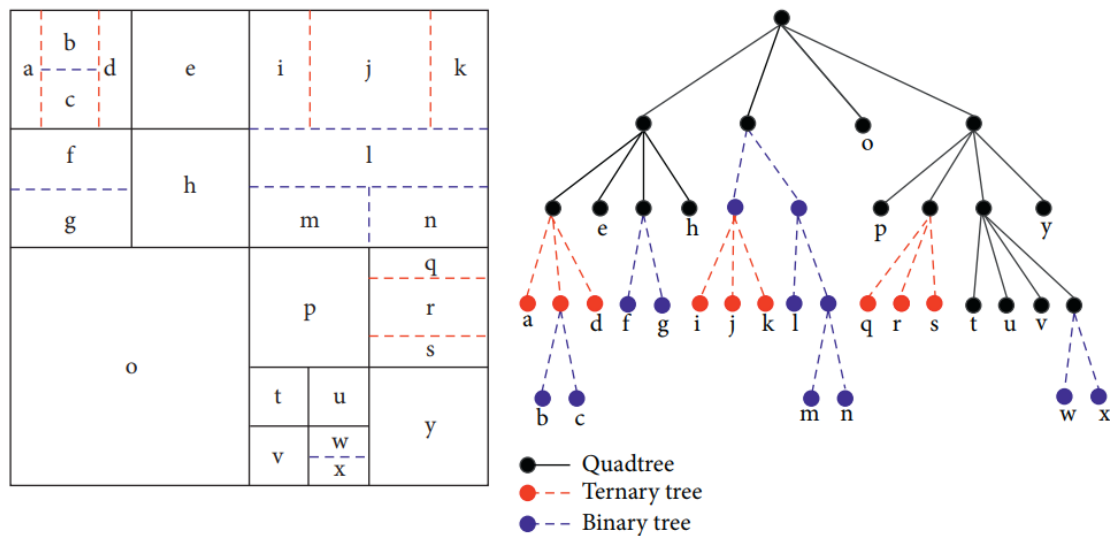 b
a d e i j k
c
f l
h
g m n
q
p r
o s
t u
y
v w
x
o
e h p y
a d f g i j k l q r s t u v
b c m n w x
Quadtree
Ternary tree
Binary tree